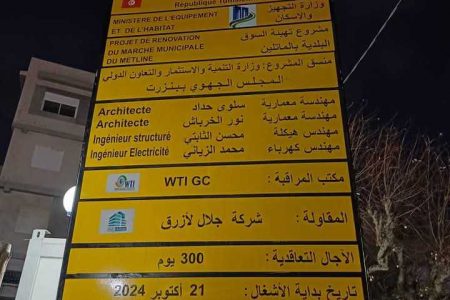 République Tunisienne
MINISTERE DE L'EQUIPEMENT
ET DE L'HABITAT
وزارة التجهيز
والاسكان
PROJET DE RENOVATION
DU MARCHE MUNICIPALE
DU METLINE
مشروع تهيئة السوق
البلدية بالماتلين
منسق المشروع: وزارة التنمية والاستثمار والتعاون الدولي
المجلس الجهوي ببنزرت
Architecte سلوى حداد مهندسة معمارية
Architecte نور الخرباش مهندسة معمارية
Ingénieur structure محسن الثابتي مهندس هيكلة
Ingénieur Electricité محمد الزياني مهندس كهرباء
مكتب المراقبة: WTI GC
المقاولة: شركة جلال لأزرق
الآجال التعاقدية: 300 يوم
تاريخ بداية الأشغال: 21 أكتوبر 2024